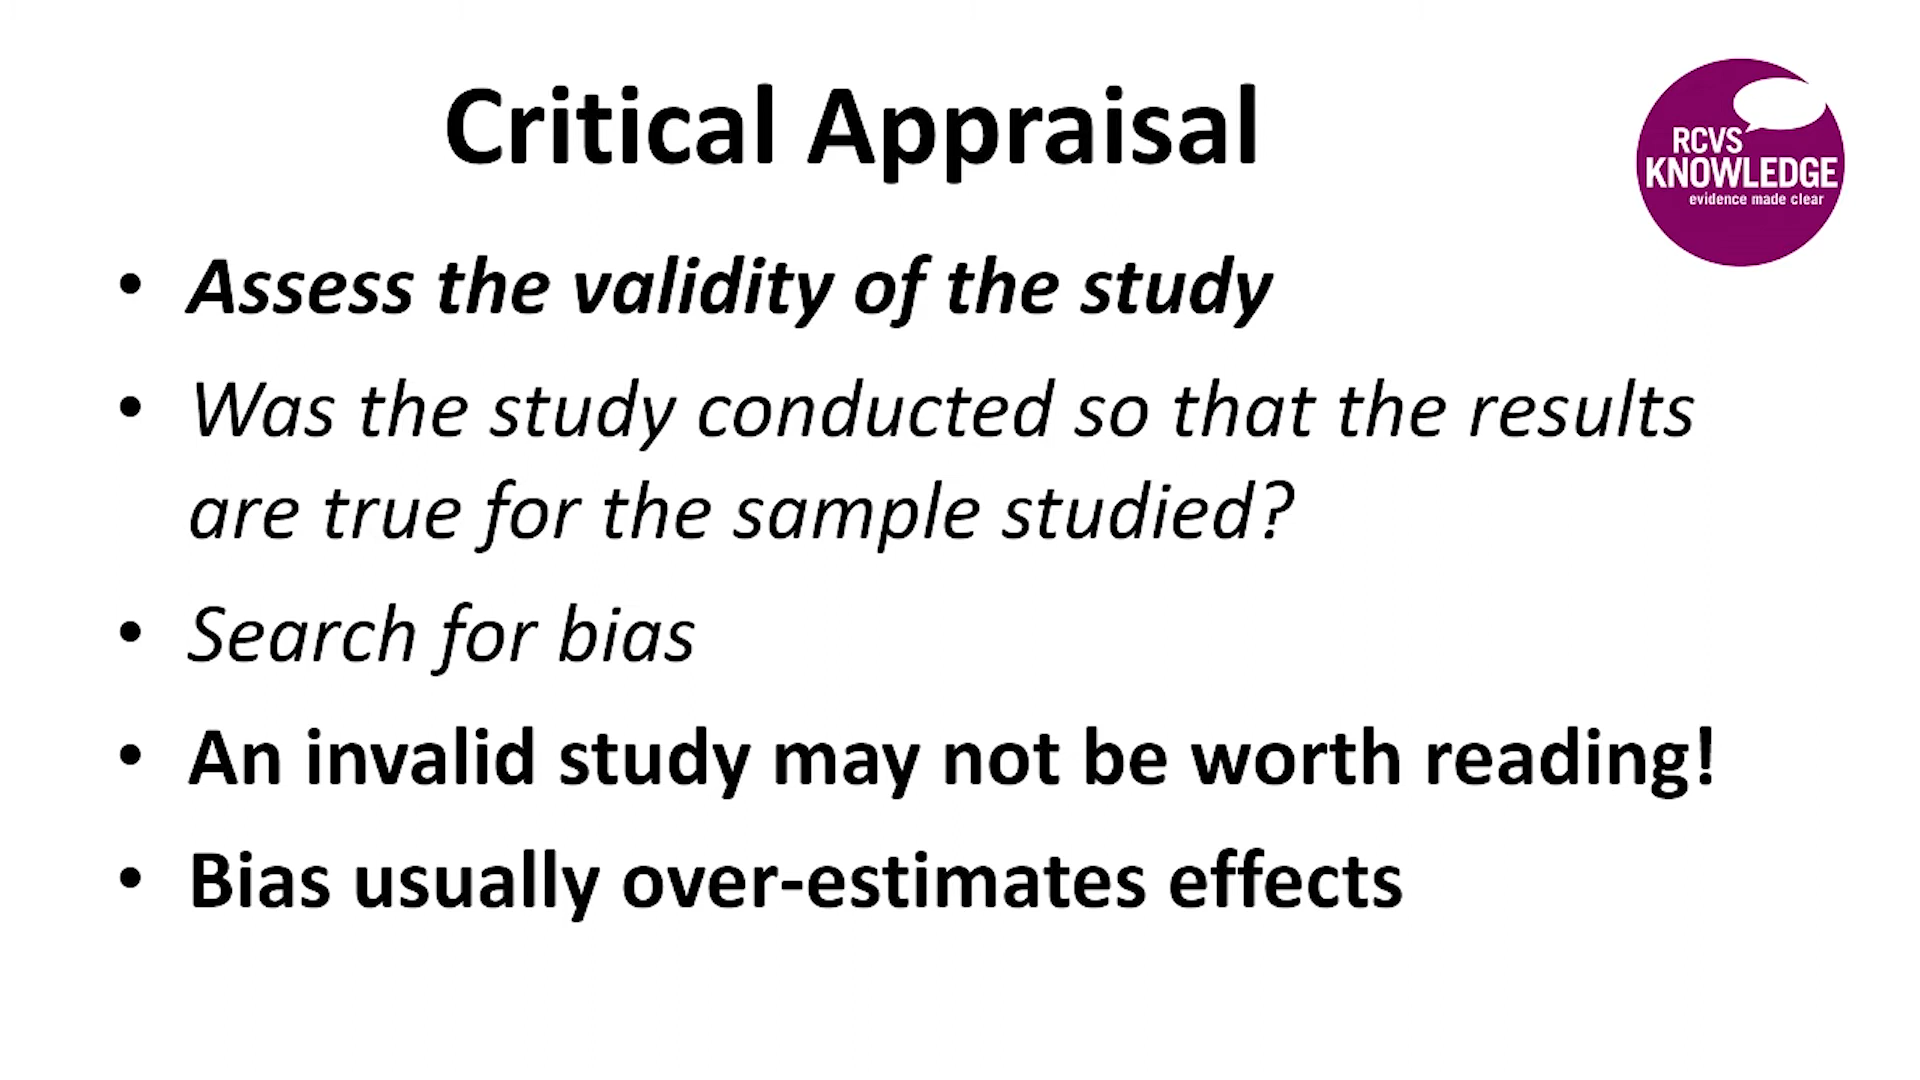 Critical Appraisal
RCVS
KNOWLEDGE
evidence made clear
• Assess the validity of the study
• Was the study conducted so that the results
are true for the sample studied?
• Search for bias
• An invalid study may not be worth reading!
• Bias usually over-estimates effects